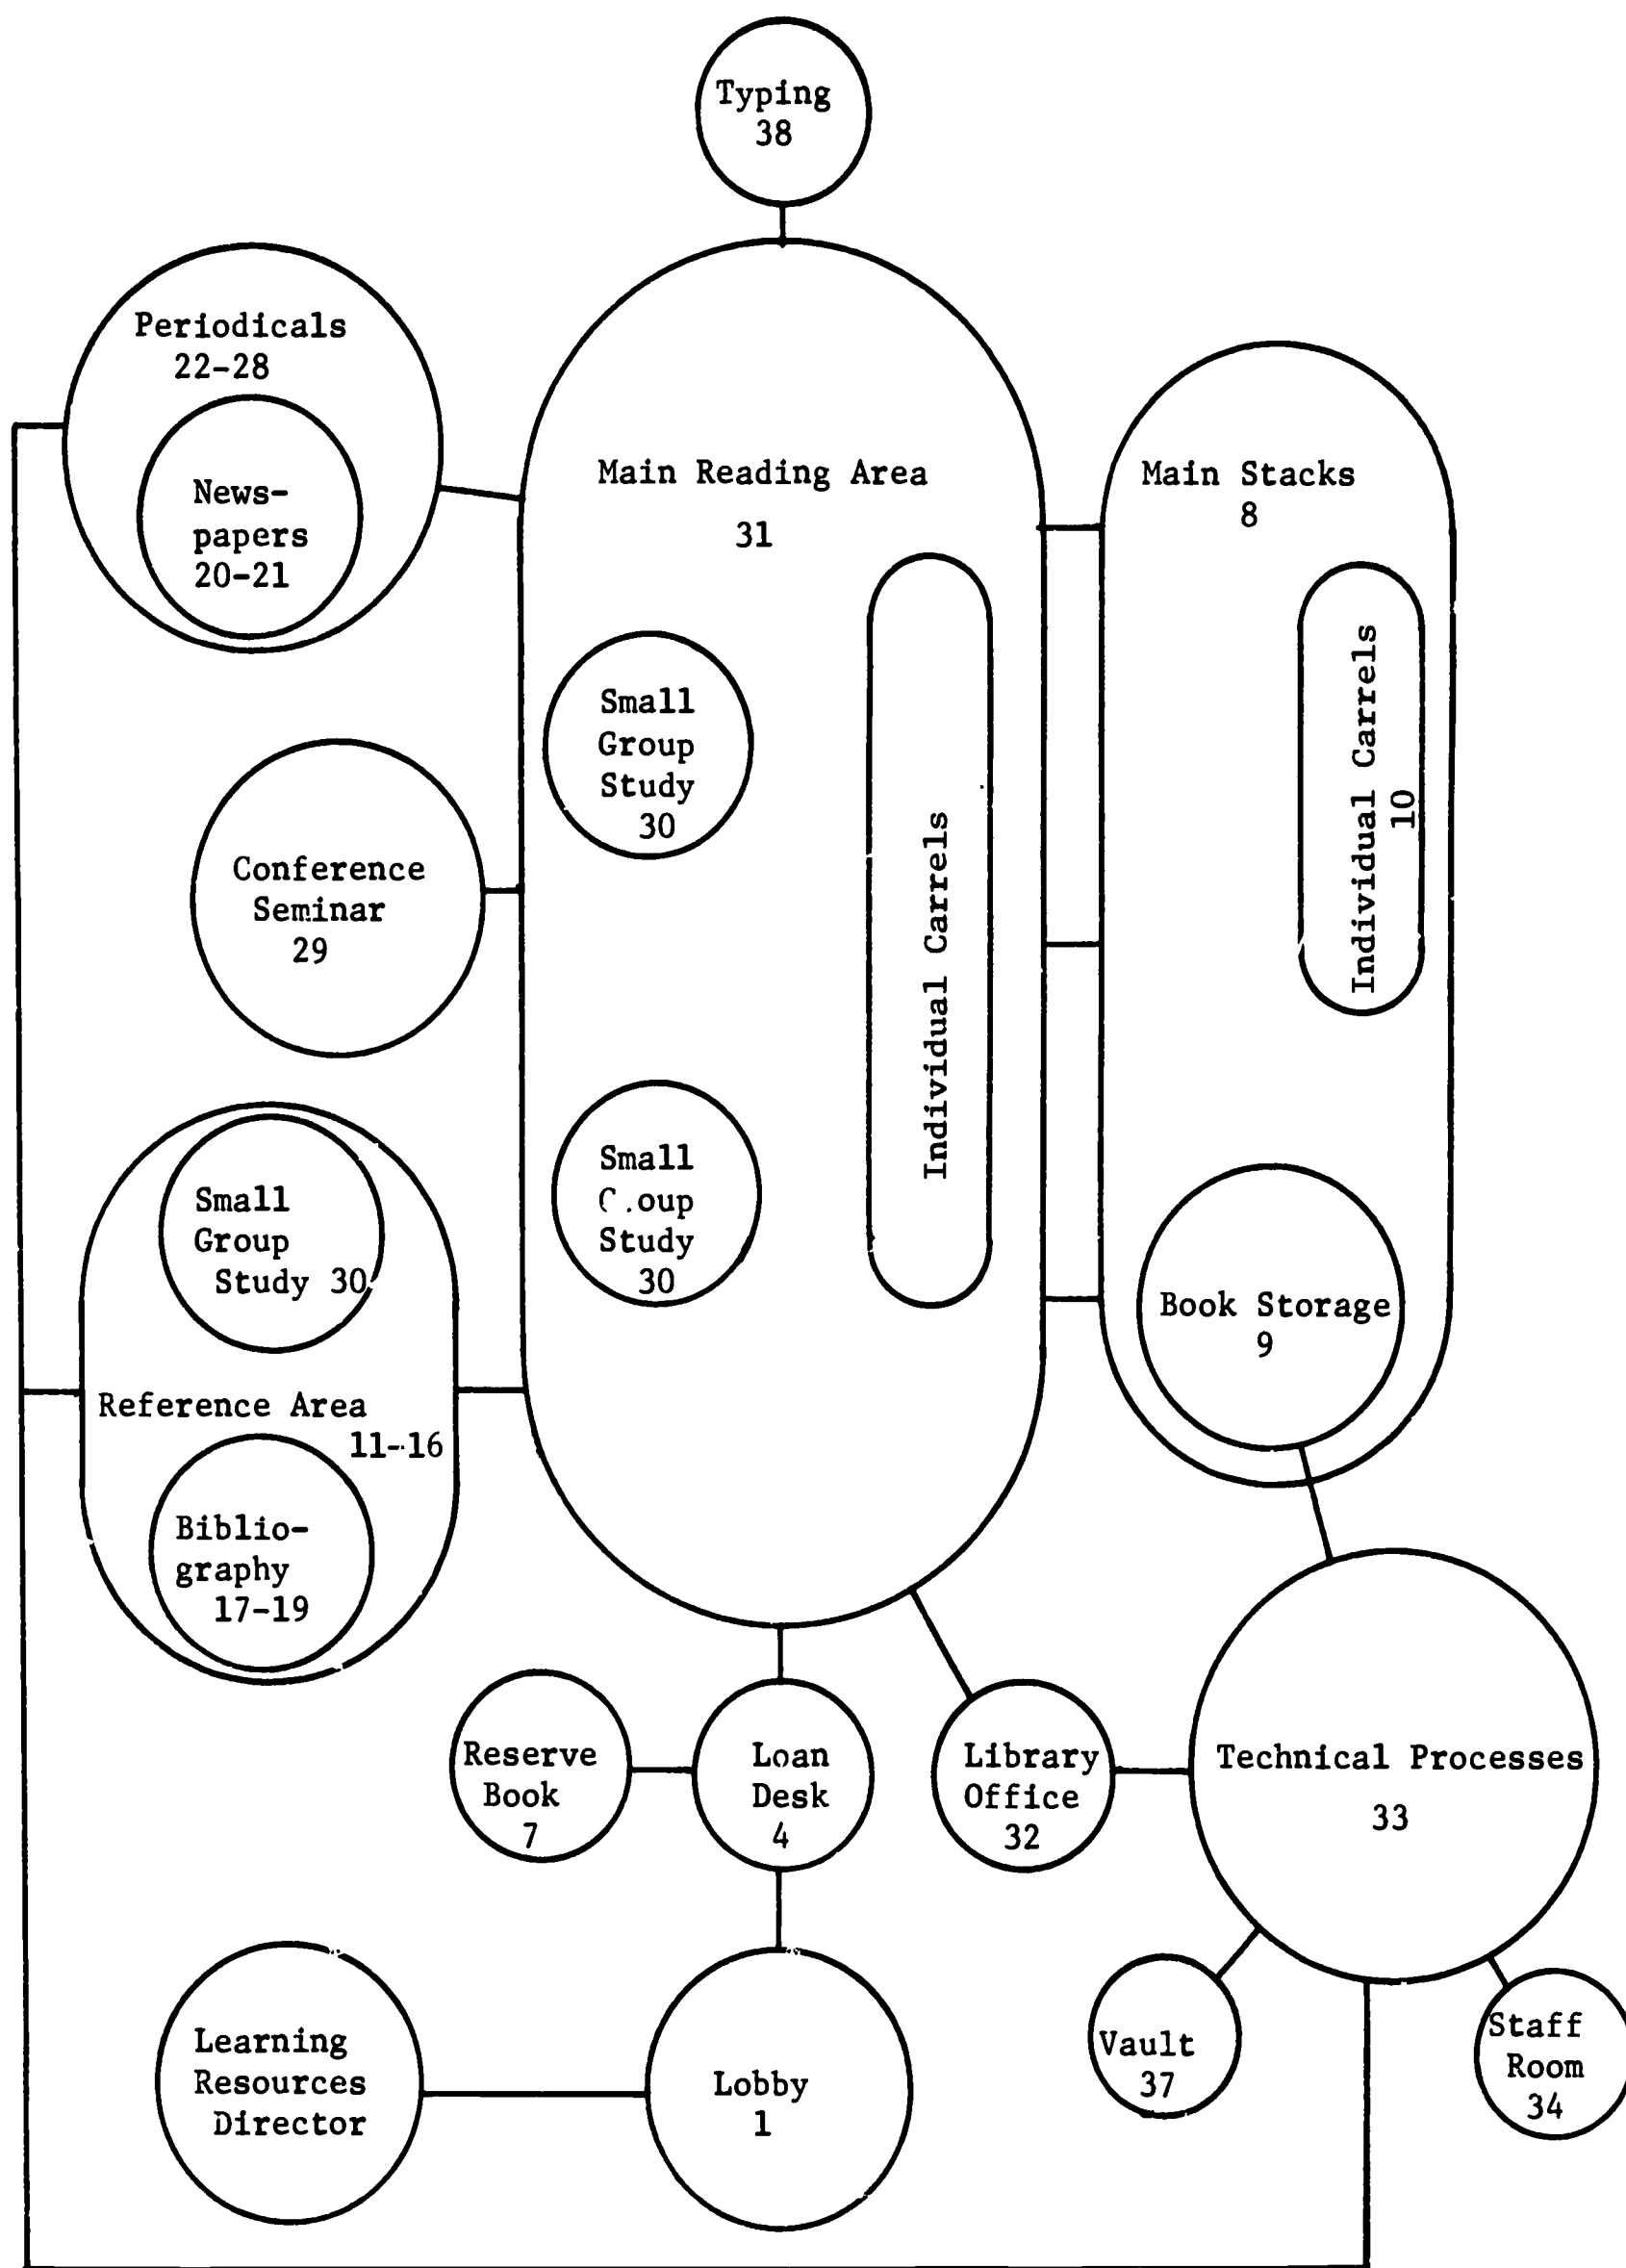 Typing
38
Periodicals
22-28
News-
papers
20-21
Main Reading Area
31
Main Stacks
8
Small
Group
Study
30
Individual Carrels
Individual Carrels
10
Conference
Seminar
29
Small
Group
Study 30
Small
Study
30
Book Storage
9
Reference Area
11-16
Biblio-
graphy
17-19
Reserve
Book
7
Loan
Desk
4
Library
Office
32
Technical Processes
33
Learning
Resources
Director
Lobby
1
Vault
37
Staff
Room
34